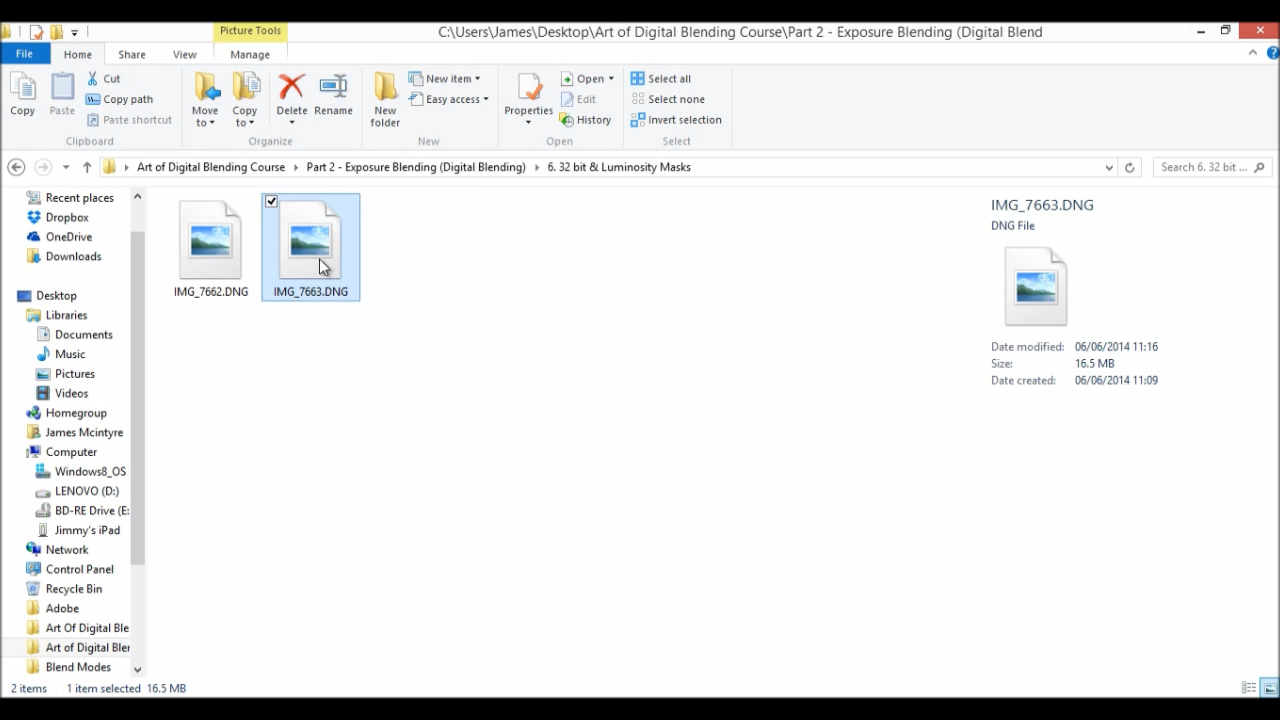 Picture Tools
C:\Users\James\Desktop\Art of Digital Blending Course\Part 2 - Exposure Blending (Digital Blend
File Home Share View Manage
Copy
Paste
Cut
Copy path
Paste shortcut
Clipboard
Move to
Copy to
Delete
Rename
Organize
New folder
New item
Easy access
New
Properties
Open
Edit
History
Open
Select all
Select none
Invert selection
Select
Art of Digital Blending Course Part 2 - Exposure Blending (Digital Blending) 6. 32 bit & Luminosity Masks
Search 6. 32 bit ...
Recent places
Dropbox
OneDrive
Downloads
Desktop
Libraries
Documents
Music
Pictures
Videos
Homegroup
James Mcintyre
Computer
Windows8_OS
LENOVO (D:)
BD-RE Drive (E:
Jimmy's iPad
Network
Control Panel
Recycle Bin
Adobe
Art Of Digital Ble
Art of Digital Bler
Blend Modes
IMG_7662.DNG
IMG_7663.DNG
IMG_7663.DNG
DNG File
Date modified: 06/06/2014 11:16
Size: 16.5 MB
Date created: 06/06/2014 11:09
2 items 1 item selected 16.5 MB